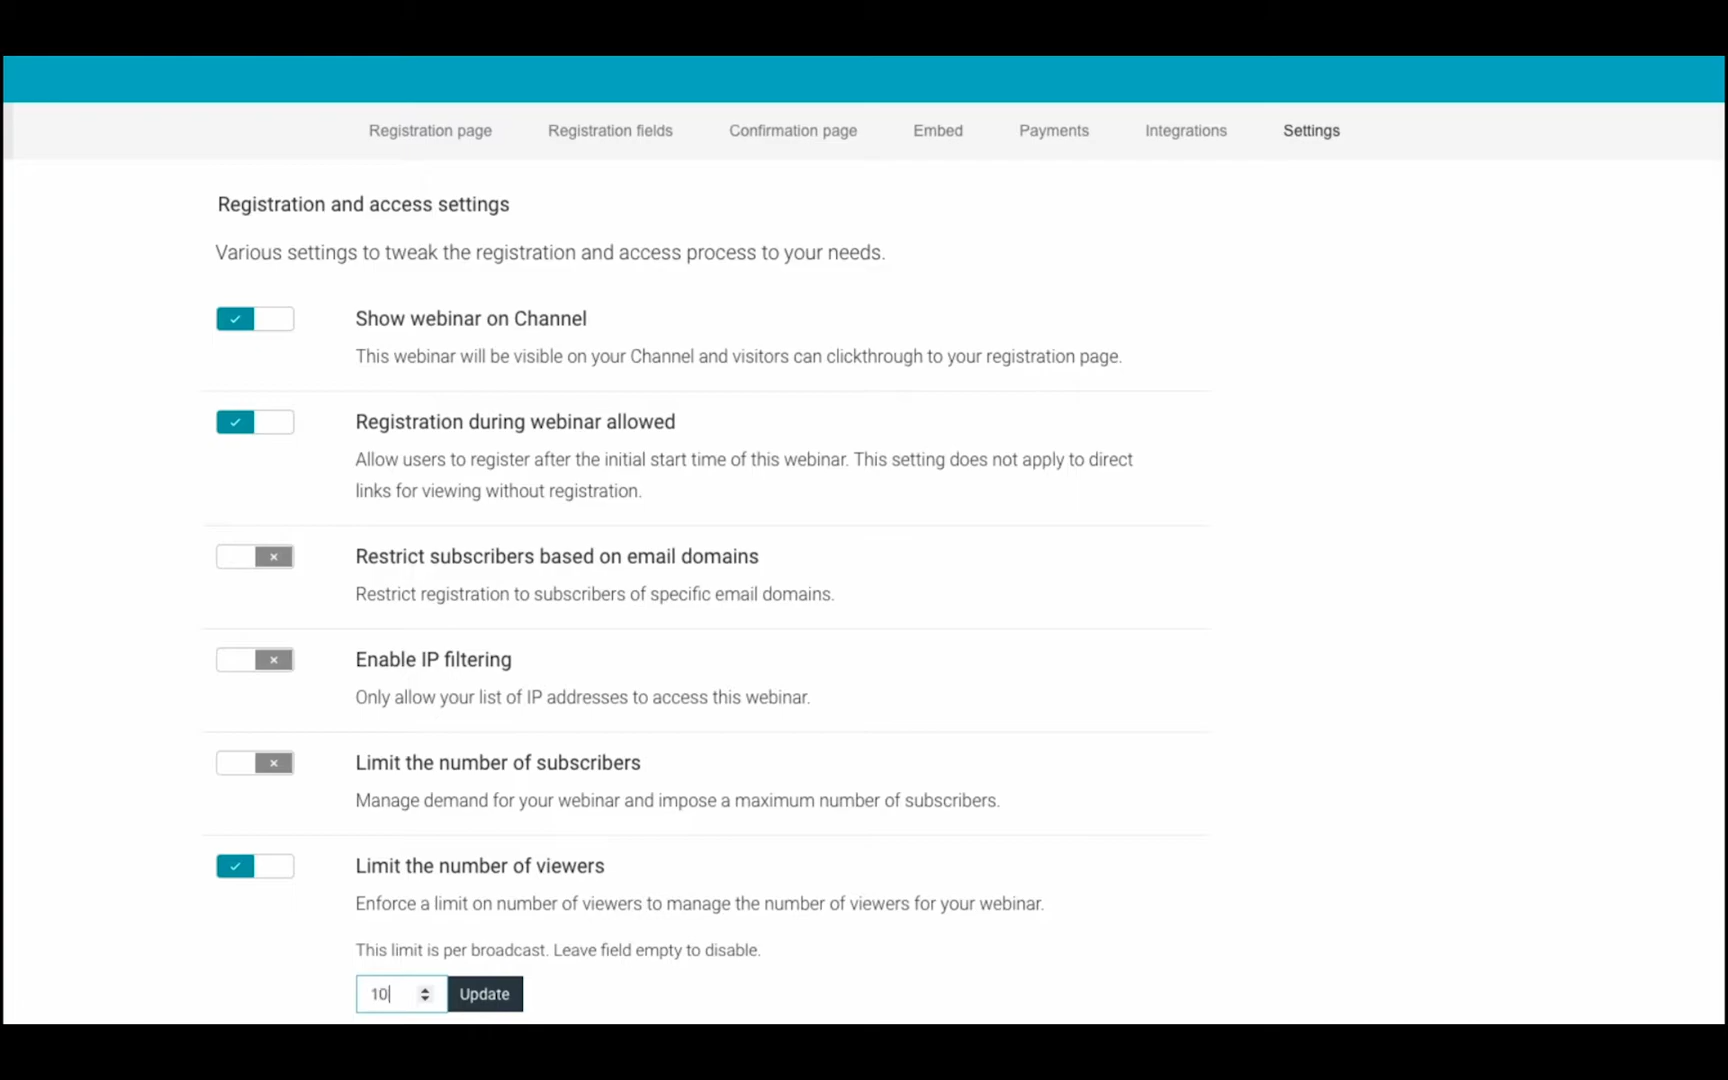 Registration page Registration fields Confirmation page Embed Payments Integrations Settings
Registration and access settings
Various settings to tweak the registration and access process to your needs.
Show webinar on Channel
This webinar will be visible on your Channel and visitors can clickthrough to your registration page.
Registration during webinar allowed
Allow users to register after the initial start time of this webinar. This setting does not apply to direct
links for viewing without registration.
Restrict subscribers based on email domains
Restrict registration to subscribers of specific email domains.
Enable IP filtering
Only allow your list of IP addresses to access this webinar.
Limit the number of subscribers
Manage demand for your webinar and impose a maximum number of subscribers.
Limit the number of viewers
Enforce a limit on number of viewers to manage the number of viewers for your webinar.
This limit is per broadcast. Leave field empty to disable.
10 Update